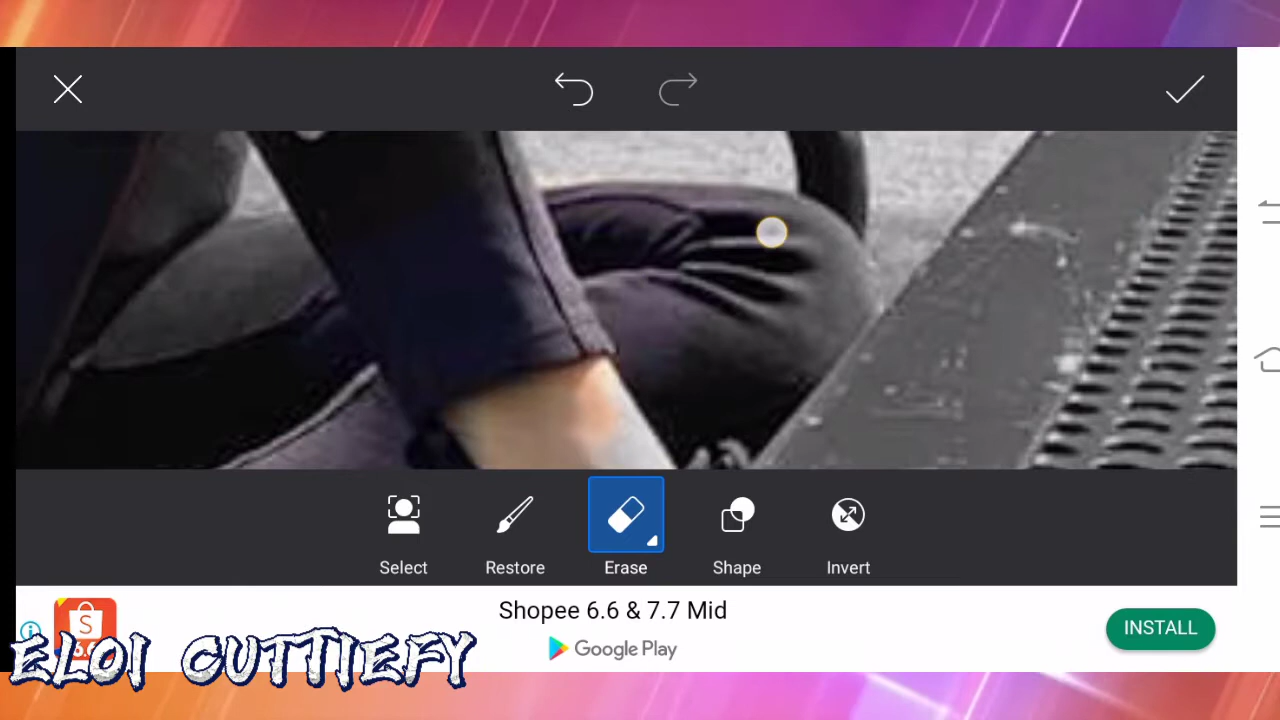 Select
Restore
Erase
Shape
Invert
Shopee 6.6 & 7.7 Mid
Google Play
INSTALL
ELOI CUTTIEFY